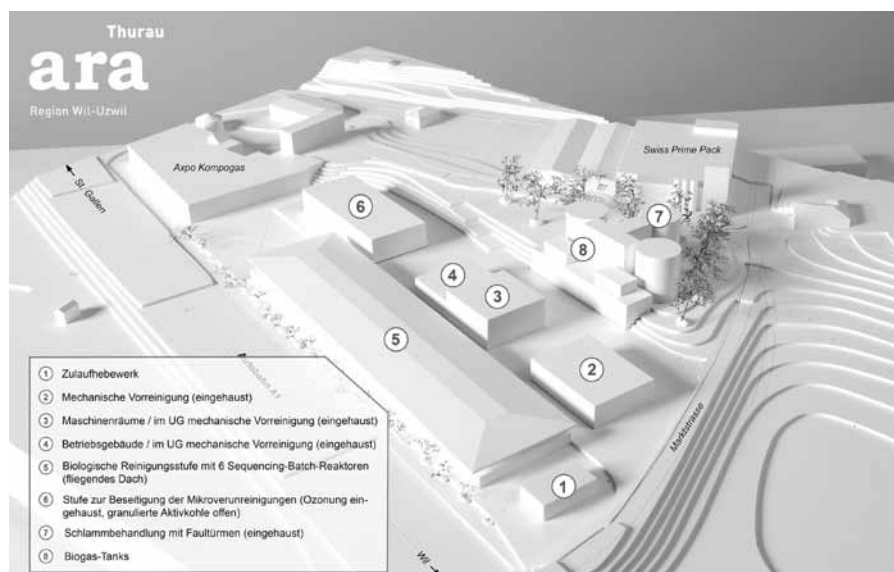 Thurau
ara
Region Wil-Uzwil
Swiss Prime Pack
Axpo Kompogas
St. Gallen
6
7
8
4
3
5
2
1
Autobahn A1
Marktstrasse
Wil
1 Zulaufhebewerk
2 Mechanische Vorreinigung (eingehaust)
3 Maschinenräume / im UG mechanische Vorreinigung (eingehaust)
4 Betriebsgebäude / im UG mechanische Vorreinigung (eingehaust)
5 Biologische Reinigungsstufe mit 6 Sequencing-Batch-Reaktoren
(fliegendes Dach)
6 Stufe zur Beseitigung der Mikroverunreinigungen (Ozonung ein-
gehaust, granulierte Aktivkohle offen)
7 Schlammbehandlung mit Faultürmen (eingehaust)
8 Biogas-Tanks